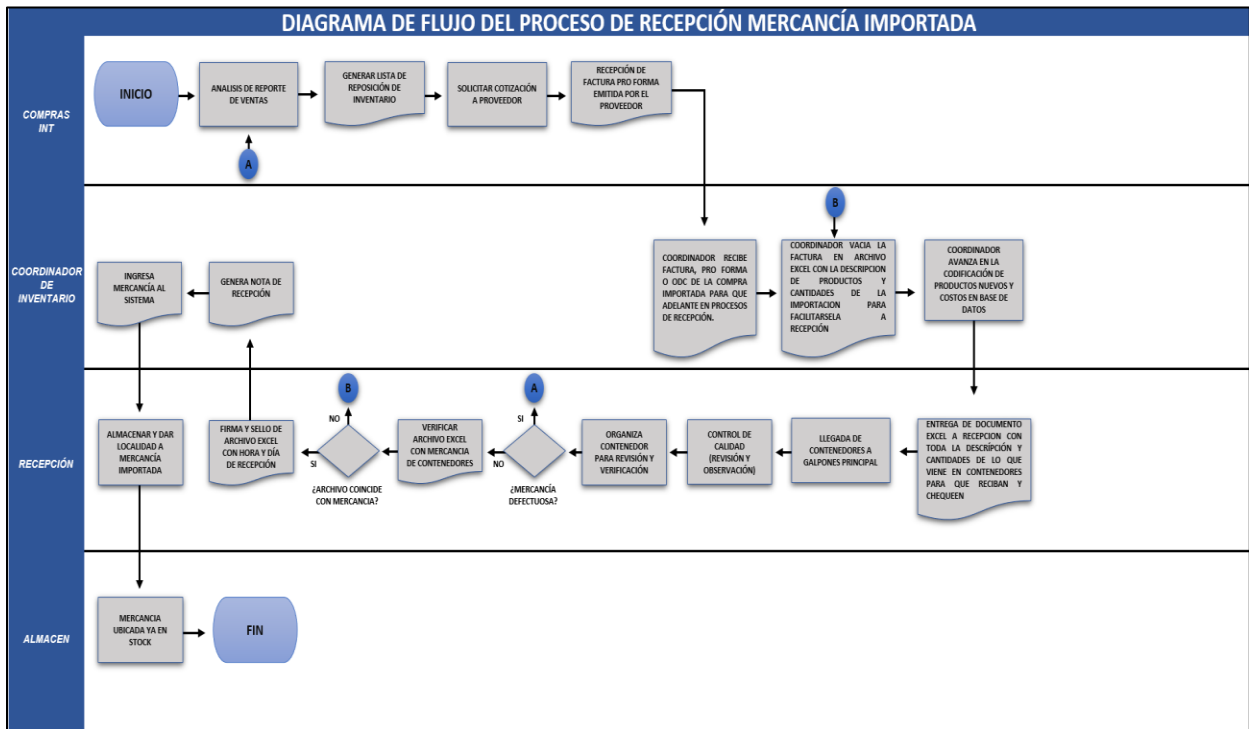 DIAGRAMA DE FLUJO DEL PROCESO DE RECEPCIÓN MERCANCÍA IMPORTADA
COMPRAS
INT
INICIO
ANALISIS DE REPORTE
DE VENTAS
GENERAR LISTA DE
REPOSICIÓN DE
INVENTARIO
SOLICITAR COTIZACIÓN
A PROVEEDOR
RECEPCIÓN DE
FACTURA PRO FORMA
EMITIDA POR EL
PROVEEDOR
A
COORDINADOR
DE
INVENTARIO
INGRESA
MERCANCÍA AL
SISTEMA
GENERA NOTA DE
RECEPCIÓN
COORDINADOR RECIBE
FACTURA, PRO FORMA
O ODC DE LA COMPRA
IMPORTADA PARA QUE
ADELANTE EN PROCESOS
DE RECEPCIÓN.
B
COORDINADOR VACIA LA
FACTURA EN ARCHIVO
EXCEL CON LA DESCRIPCION
DE PRODUCTOS Y
CANTIDADES DE LA
IMPORTACION PARA
FACILITARSELA A
RECEPCIÓN
COORDINADOR
AVANZA EN LA
CODIFICACIÓN DE
PRODUCTOS NUEVOS Y
COSTOS EN BASE DE
DATOS
RECEPCIÓN
ALMACENAR Y DAR
LOCALIDAD A
MERCANCÍA
IMPORTADA
FIRMA Y SELLO DE
ARCHIVO EXCEL
CON HORA Y DÍA
DE RECEPCIÓN
B
NO
SI
¿ARCHIVO COINCIDE
CON MERCANCIA?
VERIFICAR
ARCHIVO EXCEL
CON MERCANCIA
DE CONTENEDORES
A
SI
NO
¿MERCANCÍA
DEFECTUOSA?
ORGANIZA
CONTENEDOR
PARA REVISIÓN Y
VERIFICACIÓN
CONTROL DE
CALIDAD
(REVISIÓN Y
OBSERVACIÓN)
LLEGADA DE
CONTENEDORES A
GALPONES PRINCIPAL
ENTREGA DE DOCUMENTO
EXCEL A RECEPCION CON
TODA LA DESCRÍPCIÓN Y
CANTIDADES DE LO QUE
VIENE EN CONTENEDORES
PARA QUE RECIBAN Y
CHEQUEEN
ALMACEN
MERCANCIA
UBICADA YA EN
STOCK
FIN